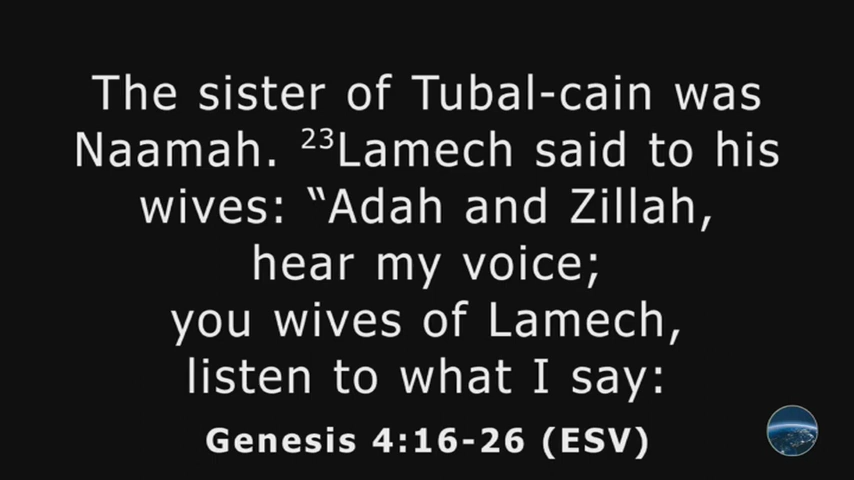 The sister of Tubal-cain was
Naamah. ²³Lamech said to his
wives: “Adah and Zillah,
hear my voice;
you wives of Lamech,
listen to what I say:
Genesis 4:16-26 (ESV)